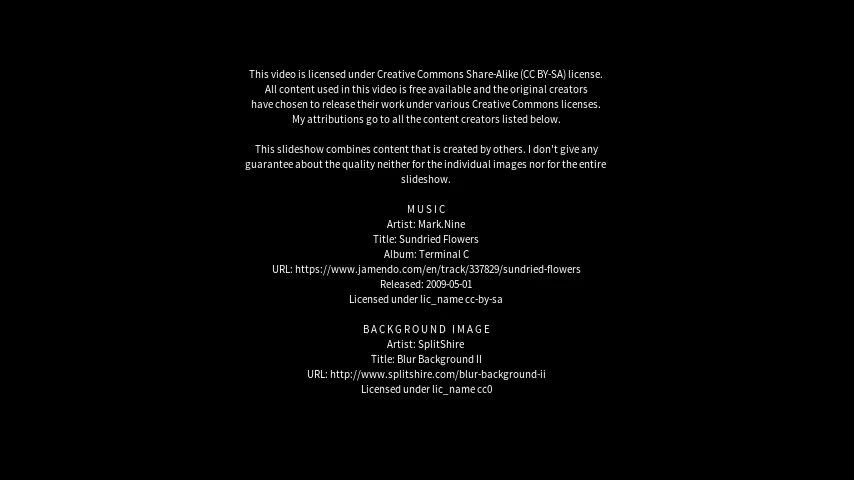 This video is licensed under Creative Commons Share-Alike (CC BY-SA) license.
All content used in this video is free available and the original creators
have chosen to release their work under various Creative Commons licenses.
My attributions go to all the content creators listed below.
This slideshow combines content that is created by others. I don't give any
guarantee about the quality neither for the individual images nor for the entire
slideshow.
MUSIC
Artist: Mark.Nine
Title: Sundried Flowers
Album: Terminal C
URL: https://www.jamendo.com/en/track/337829/sundried-flowers
Released: 2009-05-01
Licensed under lic_name cc-by-sa
BACKGROUND IMAGE
Artist: SplitShire
Title: Blur Background II
URL: http://www.splitshire.com/blur-background-ii
Licensed under lic_name cc0